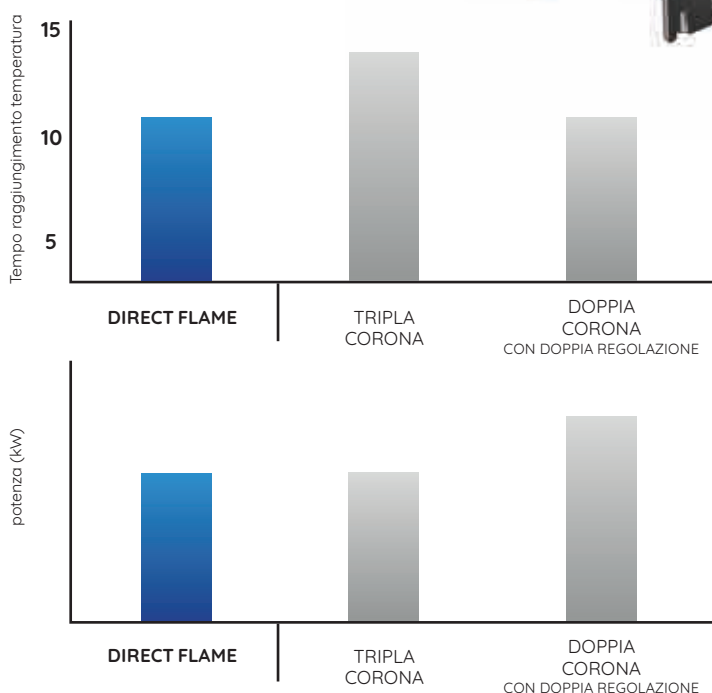 Tempo raggiungimento temperatura
15
10
5
DIRECT FLAME
TRIPLA
CORONA
DOPPIA
CORONA
CON DOPPIA REGOLAZIONE
potenza (kW)
DIRECT FLAME
TRIPLA
CORONA
DOPPIA
CORONA
CON DOPPIA REGOLAZIONE